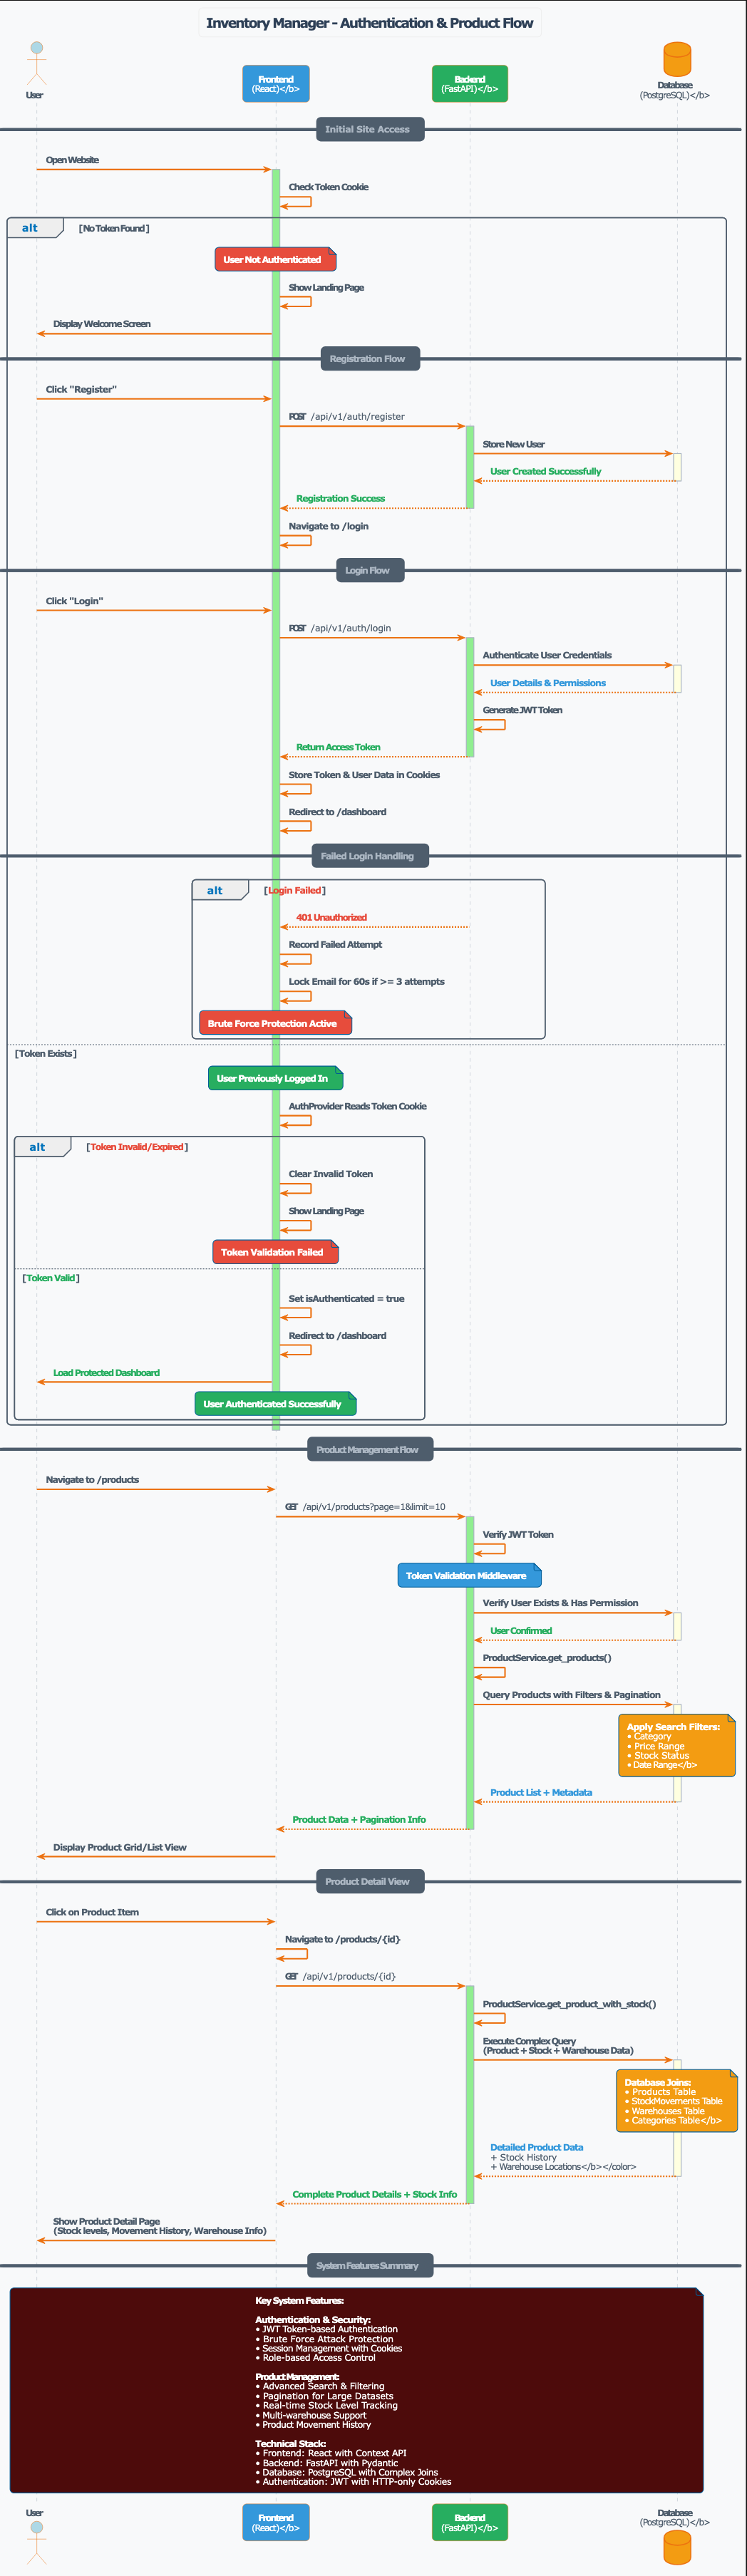 Inventory Manager - Authentication & Product Flow
User
Frontend
(React)</b>
Backend
(FastAPI)</b>
Database
(PostgreSQL)</b>
Initial Site Access
Open Website
Check Token Cookie
alt
[No Token Found]
User Not Authenticated
Show Landing Page
Display Welcome Screen
Registration Flow
Click "Register"
POST /api/v1/auth/register
Store New User
User Created Successfully
Registration Success
Navigate to /login
Login Flow
Click "Login"
POST /api/v1/auth/login
Authenticate User Credentials
User Details & Permissions
Generate JWT Token
Return Access Token
Store Token & User Data in Cookies
Redirect to /dashboard
Failed Login Handling
alt
[Login Failed]
401 Unauthorized
Record Failed Attempt
Lock Email for 60s if >= 3 attempts
Brute Force Protection Active
[Token Exists]
User Previously Logged In
AuthProvider Reads Token Cookie
alt
[Token Invalid/Expired]
Clear Invalid Token
Show Landing Page
Token Validation Failed
[Token Valid]
Set isAuthenticated = true
Redirect to /dashboard
Load Protected Dashboard
User Authenticated Successfully
Product Management Flow
Navigate to /products
GET /api/v1/products?page=1&limit=10
Verify JWT Token
Token Validation Middleware
Verify User Exists & Has Permission
User Confirmed
ProductService.get_products()
Query Products with Filters & Pagination
Apply Search Filters:
• Category
• Price Range
• Stock Status
• Date Range</b>
Product List + Metadata
Product Data + Pagination Info
Display Product Grid/List View
Product Detail View
Click on Product Item
Navigate to /products/{id}
GET /api/v1/products/{id}
ProductService.get_product_with_stock()
Execute Complex Query
(Product + Stock + Warehouse Data)
Database Joins:
• Products Table
• StockMovements Table
• Warehouses Table
• Categories Table</b>
Detailed Product Data
+ Stock History
+ Warehouse Locations</b></color>
Complete Product Details + Stock Info
Show Product Detail Page
(Stock levels, Movement History, Warehouse Info)
System Features Summary
Key System Features:
Authentication & Security:
• JWT Token-based Authentication
• Brute Force Attack Protection
• Session Management with Cookies
• Role-based Access Control
Product Management:
• Advanced Search & Filtering
• Pagination for Large Datasets
• Real-time Stock Level Tracking
• Multi-warehouse Support
• Product Movement History
Technical Stack:
• Frontend: React with Context API
• Backend: FastAPI with Pydantic
• Database: PostgreSQL with Complex Joins
• Authentication: JWT with HTTP-only Cookies
User
Frontend
(React)</b>
Backend
(FastAPI)</b>
Database
(PostgreSQL)</b>